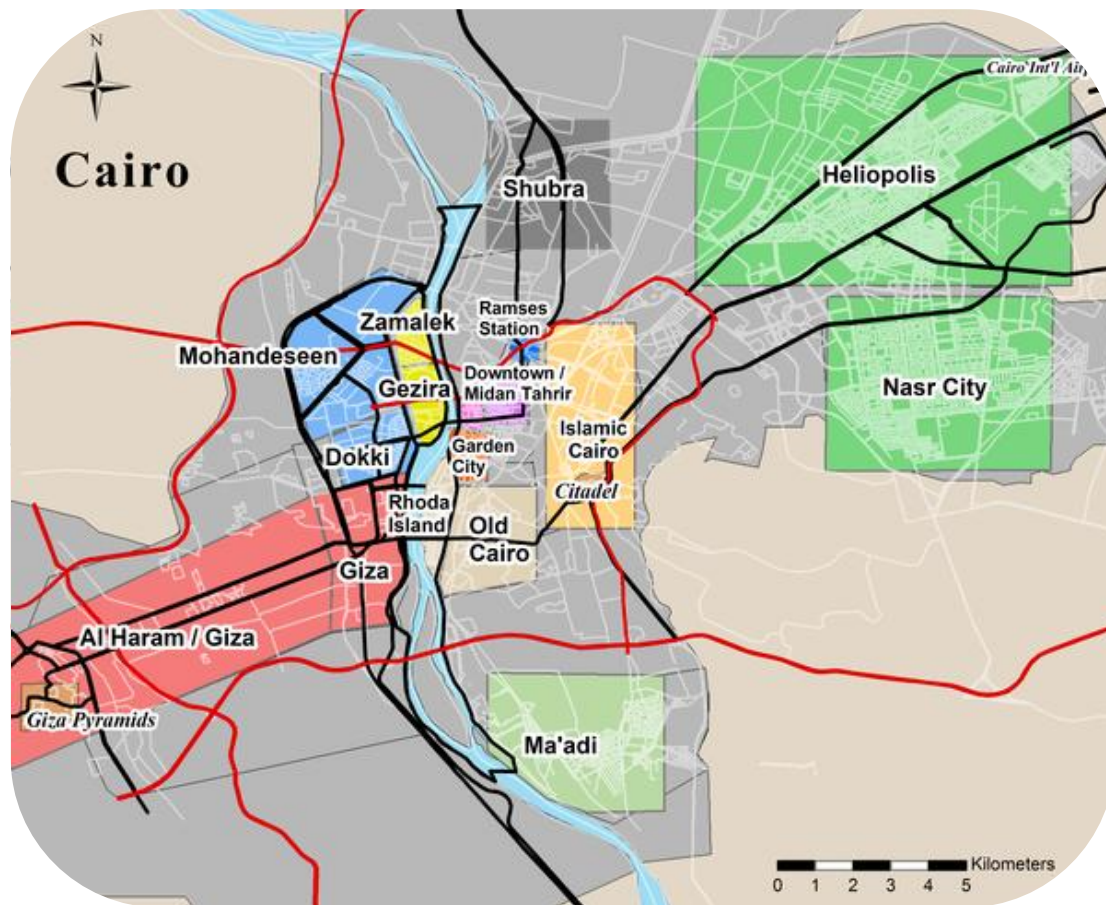 N
Cairo
Cairo Int'l Air
Shubra
Heliopolis
Ramses
Station
Zamalek
Mohandeseen
Gezira
Downtown /
Midan Tahrir
Nasr City
Islamic
Cairo
Garden
City
Dokki
Citadel
Rhoda
Island
Old
Cairo
Giza
Al Haram / Giza
Giza Pyramids
Ma'adi
Kilometers
0 1 2 3 4 5